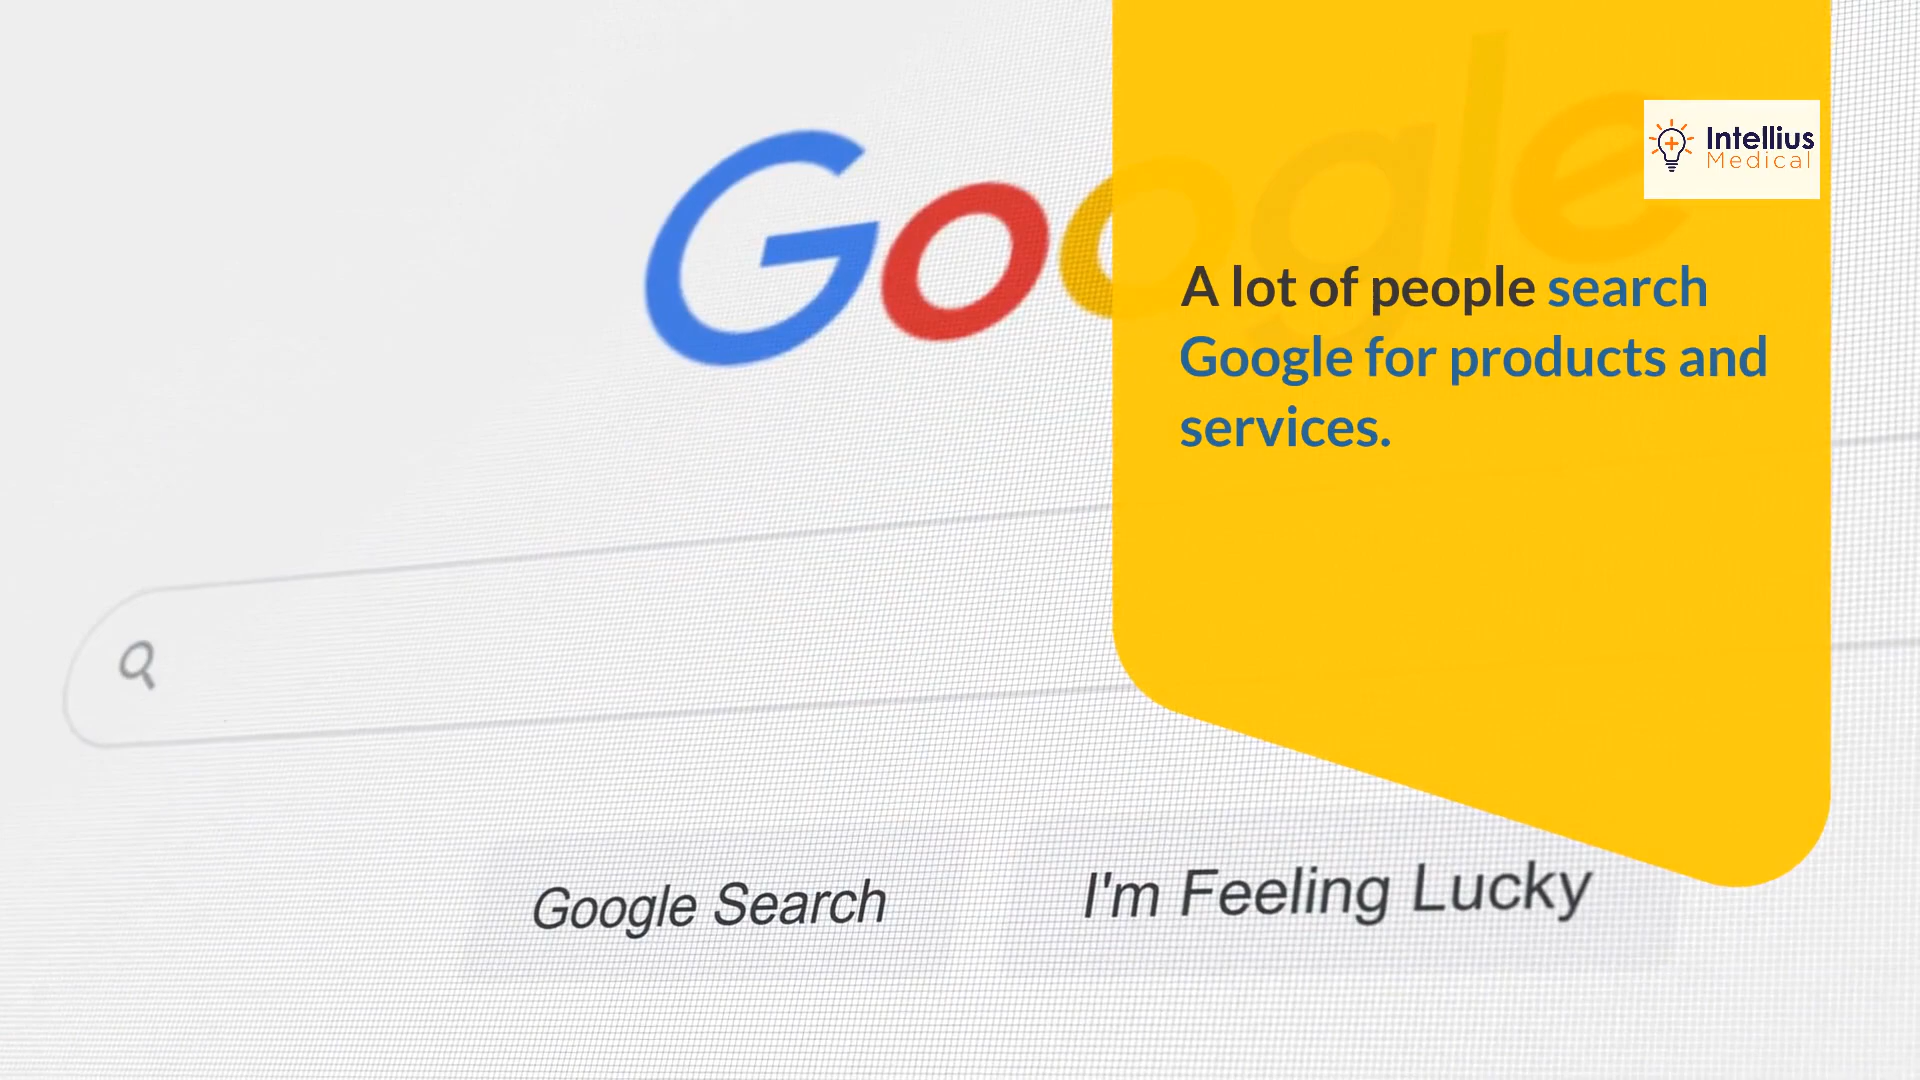 Google
Intellius
Medical
A lot of people search
Google for products and
services.
Google Search
I'm Feeling Lucky